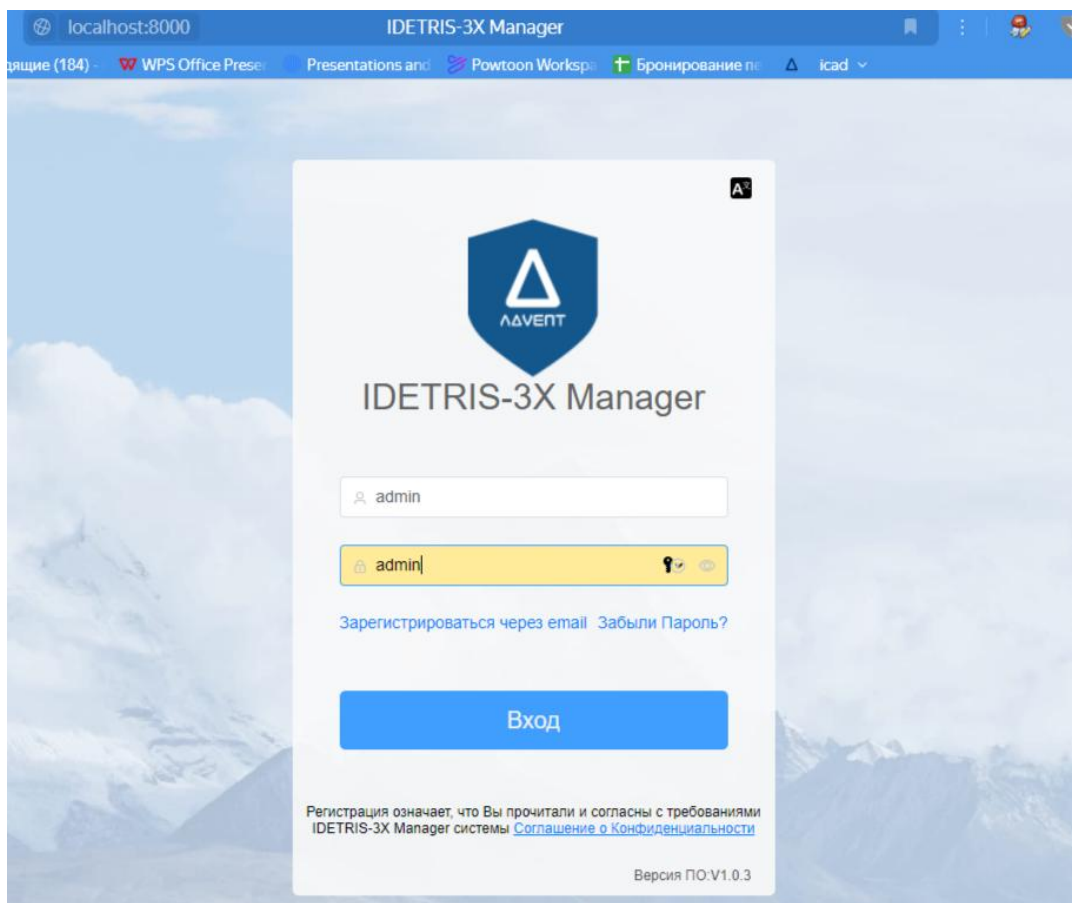 localhost:8000 IDETRIS-3X Manager
дящие (184) - WPS Office Prese Presentations and Powtoon Workspa Бронирование пе icad
ΛΔVENT
IDETRIS-3X Manager
admin
admin
Зарегистрироваться через email Забыли Пароль?
Вход
Регистрация означает, что Вы прочитали и согласны с требованиями
IDETRIS-3X Manager системы Соглашение о Конфиденциальности
Версия ПО:V1.0.3